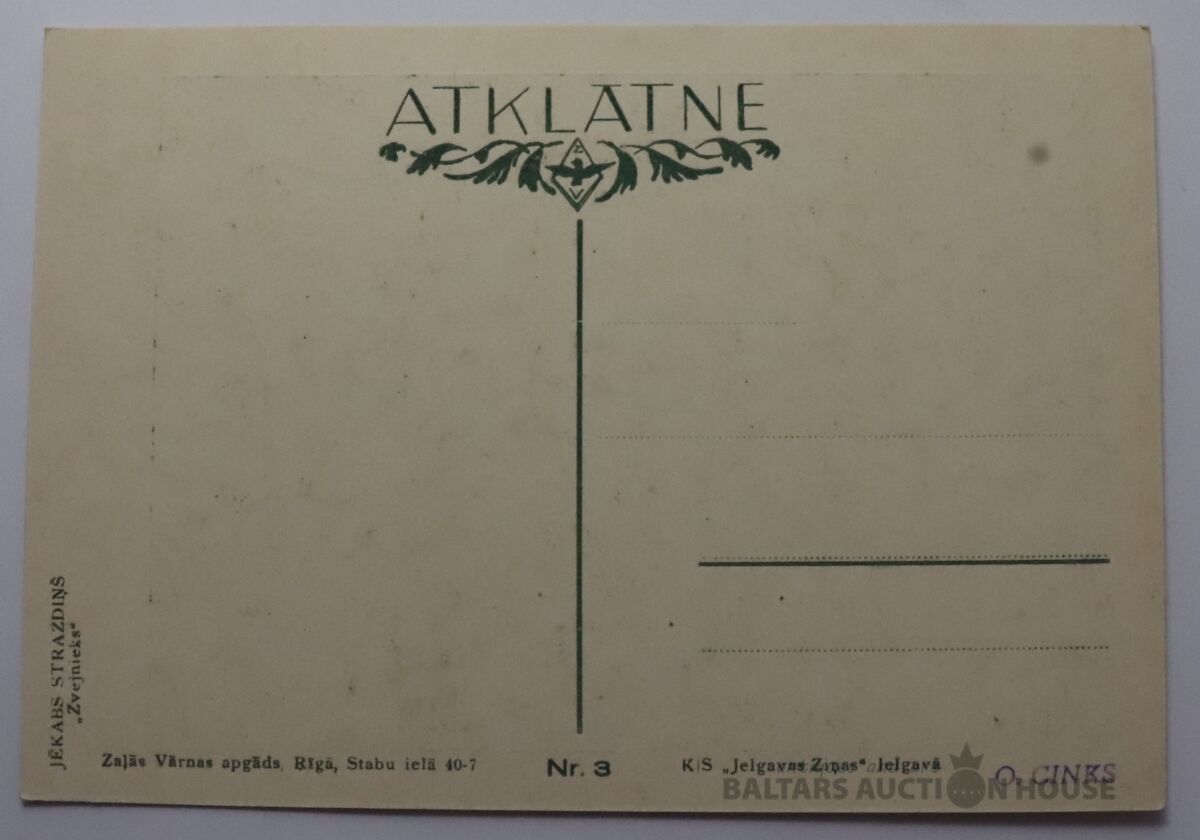 ATKLĀTNE
Z
V
JĒKABS STRAZDIŅŠ
„Zvejnieks“
Zaļās Vārnas apgāds, Rīgā, Stabu ielā 40-7
Nr. 3
K/S „Jelgavas Ziņas“ Jelgavā
O. CINKS
BALTARS AUCTION HOUSE